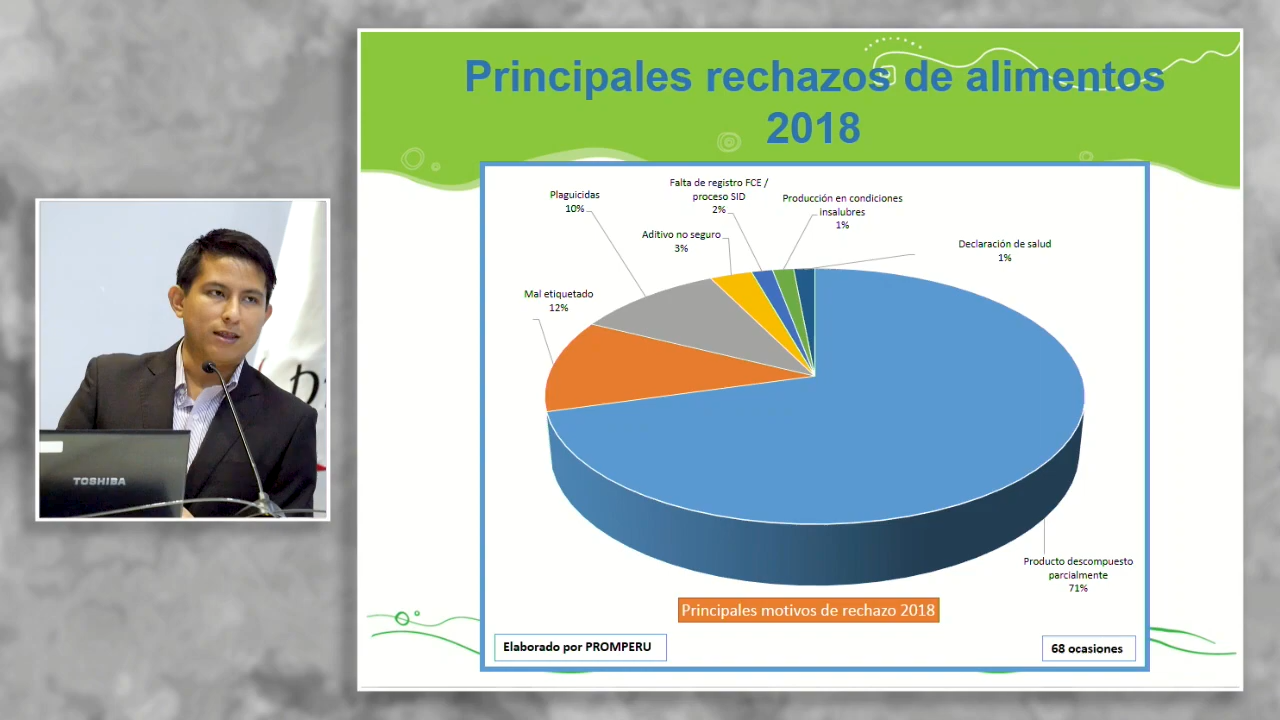 Principales rechazos de alimentos
2018
Plaguicidas
10%
Falta de registro FCE /
proceso SID
2%
Producción en condiciones
insalubres
1%
Aditivo no seguro
3%
Declaración de salud
1%
Mal etiquetado
12%
Producto descompuesto
parcialmente
71%
Principales motivos de rechazo 2018
Elaborado por PROMPERU
68 ocasiones
TOSHIBA